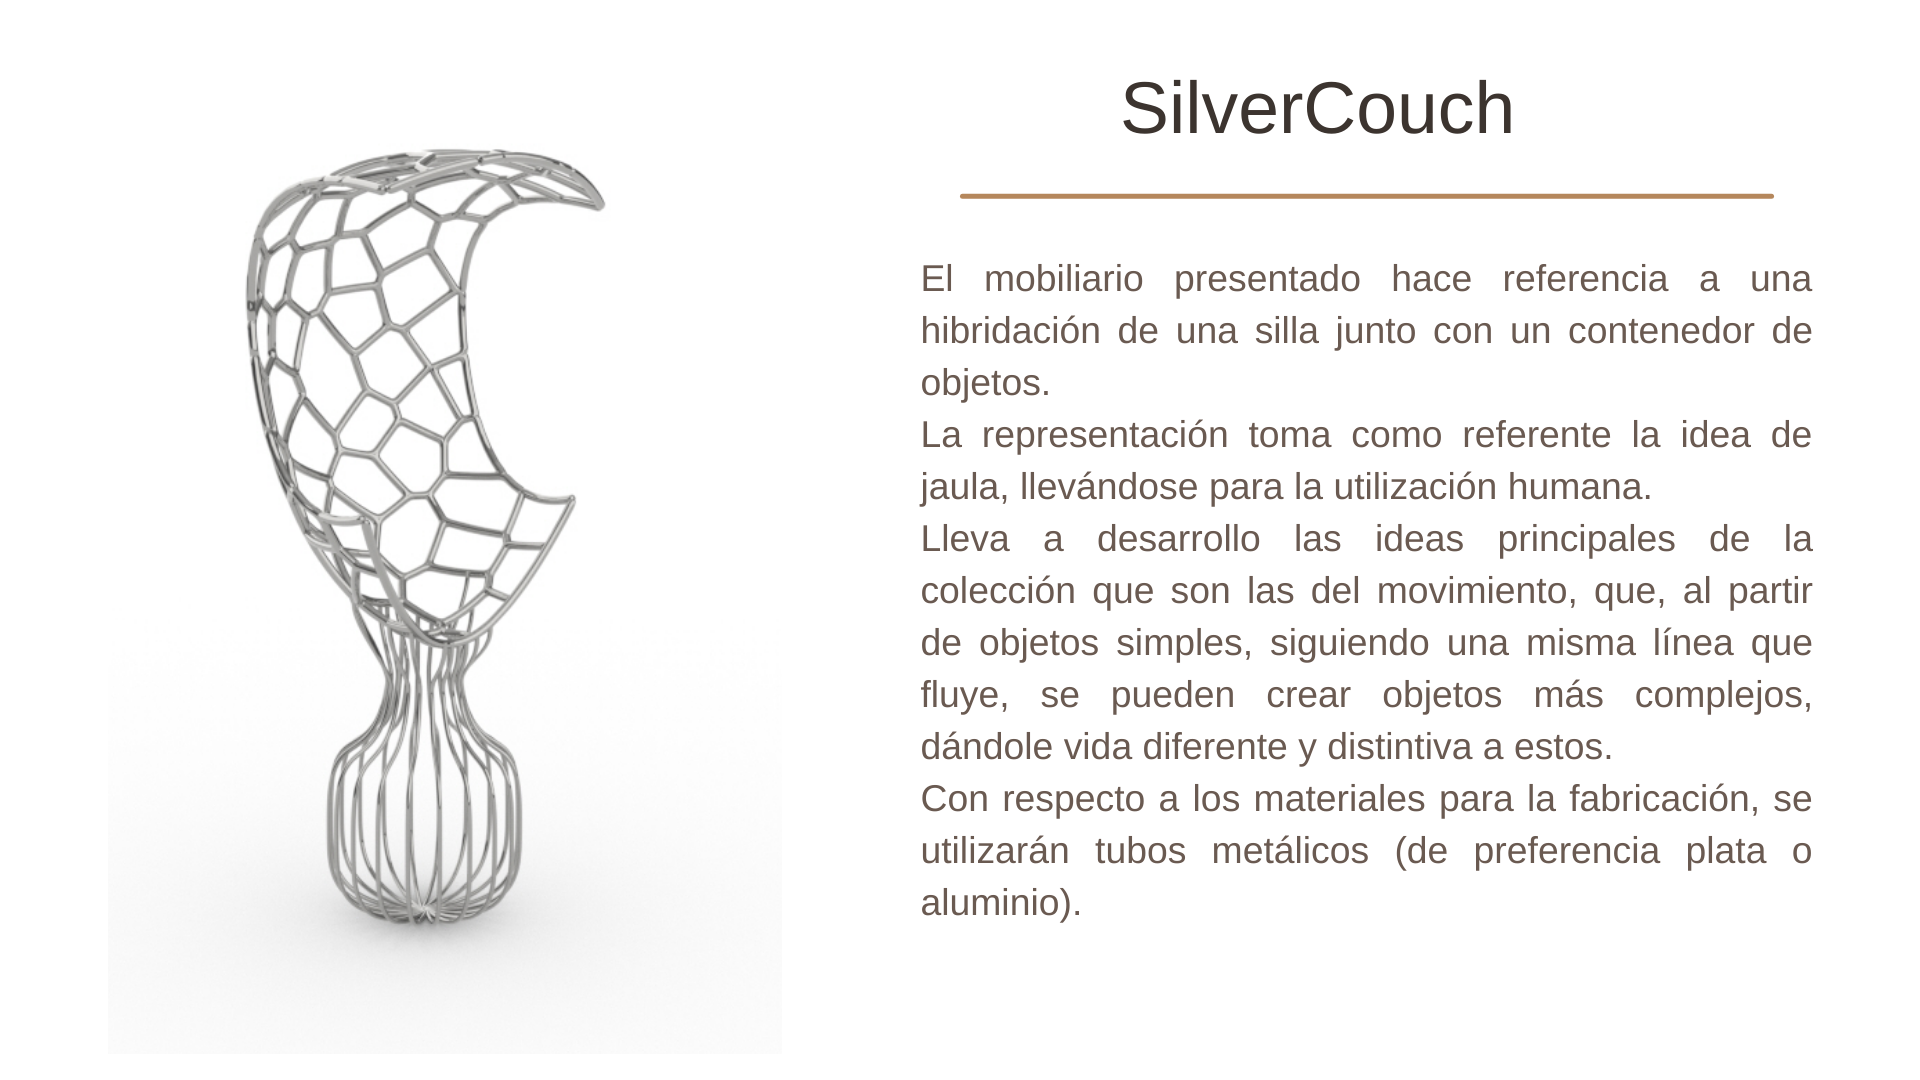 SilverCouch
El mobiliario presentado hace referencia a una
hibridación de una silla junto con un contenedor de
objetos.
La representación toma como referente la idea de
jaula, llevándose para la utilización humana.
Lleva a desarrollo las ideas principales de la
colección que son las del movimiento, que, al partir
de objetos simples, siguiendo una misma línea que
fluye, se pueden crear objetos más complejos,
dándole vida diferente y distintiva a estos.
Con respecto a los materiales para la fabricación, se
utilizarán tubos metálicos (de preferencia plata o
aluminio).